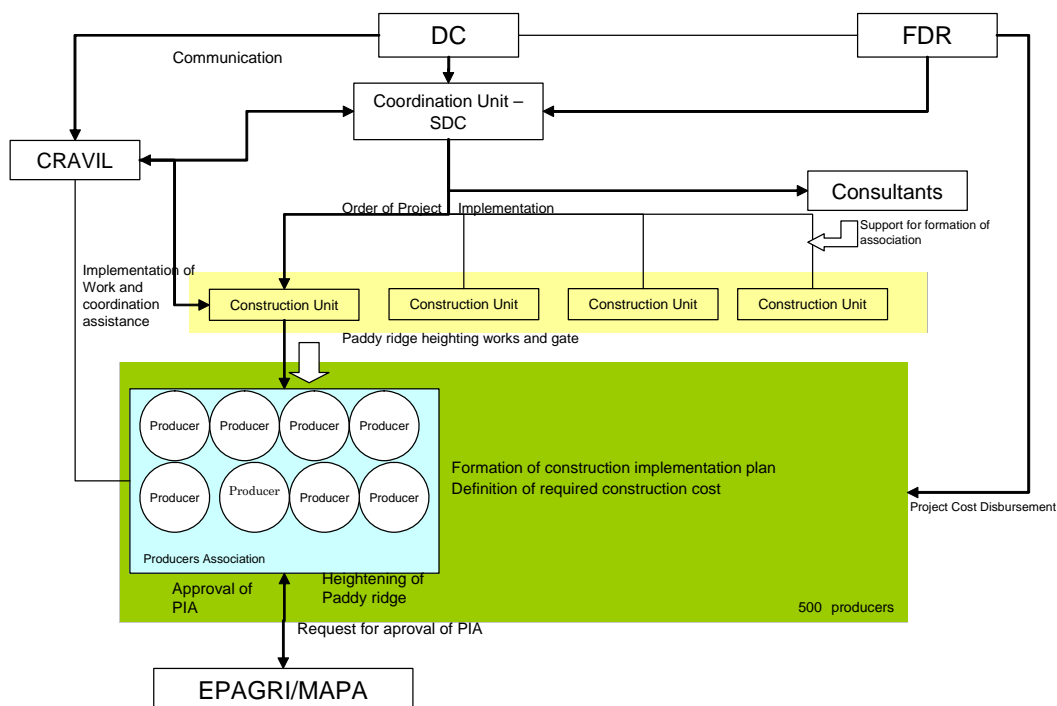 DC
FDR
Communication
Coordination Unit –
SDC
CRAVIL
Consultants
Order of Project Implementation
Support for formation of
association
Implementation of
Work and
coordination
assistance
Construction Unit
Construction Unit
Construction Unit
Construction Unit
Paddy ridge heighting works and gate
Producer
Producer
Producer
Producer
Producer
Producer
Producer
Producer
Formation of construction implementation plan
Definition of required construction cost
Project Cost Disbursement
Producers Association
Approval of
PIA
Heightening of
Paddy ridge
500 producers
Request for aproval of PIA
EPAGRI/MAPA